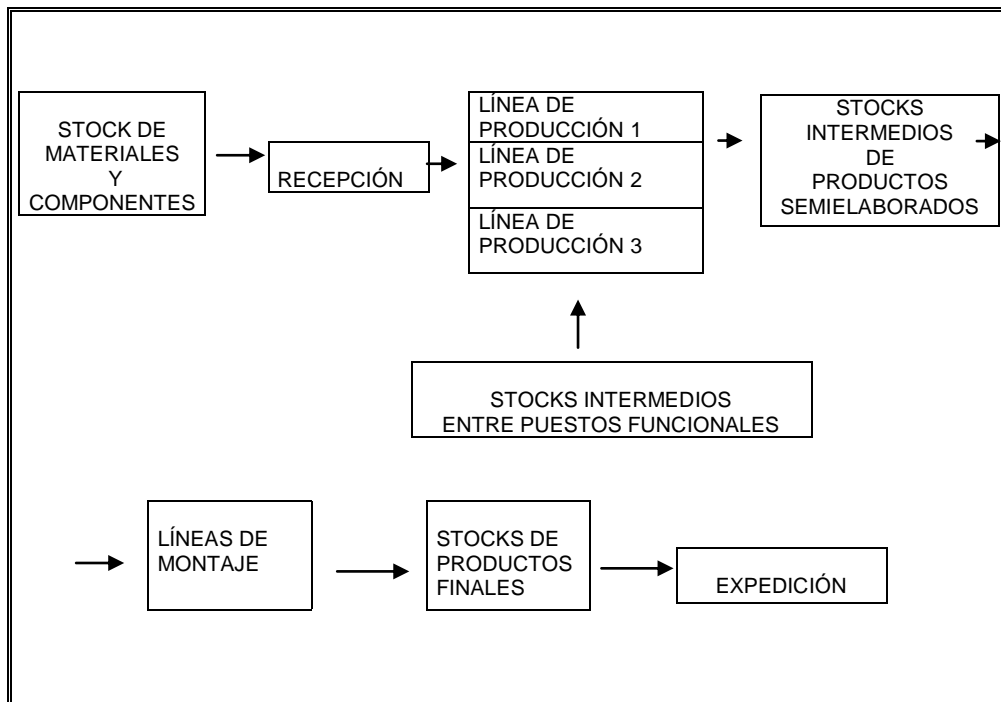 STOCK DE
MATERIALES
Y
COMPONENTES
RECEPCIÓN
LÍNEA DE
PRODUCCIÓN 1
LÍNEA DE
PRODUCCIÓN 2
LÍNEA DE
PRODUCCIÓN 3
STOCKS
INTERMEDIOS
DE
PRODUCTOS
SEMIELABORADOS
STOCKS INTERMEDIOS
ENTRE PUESTOS FUNCIONALES
LÍNEAS DE
MONTAJE
STOCKS DE
PRODUCTOS
FINALES
EXPEDICIÓN